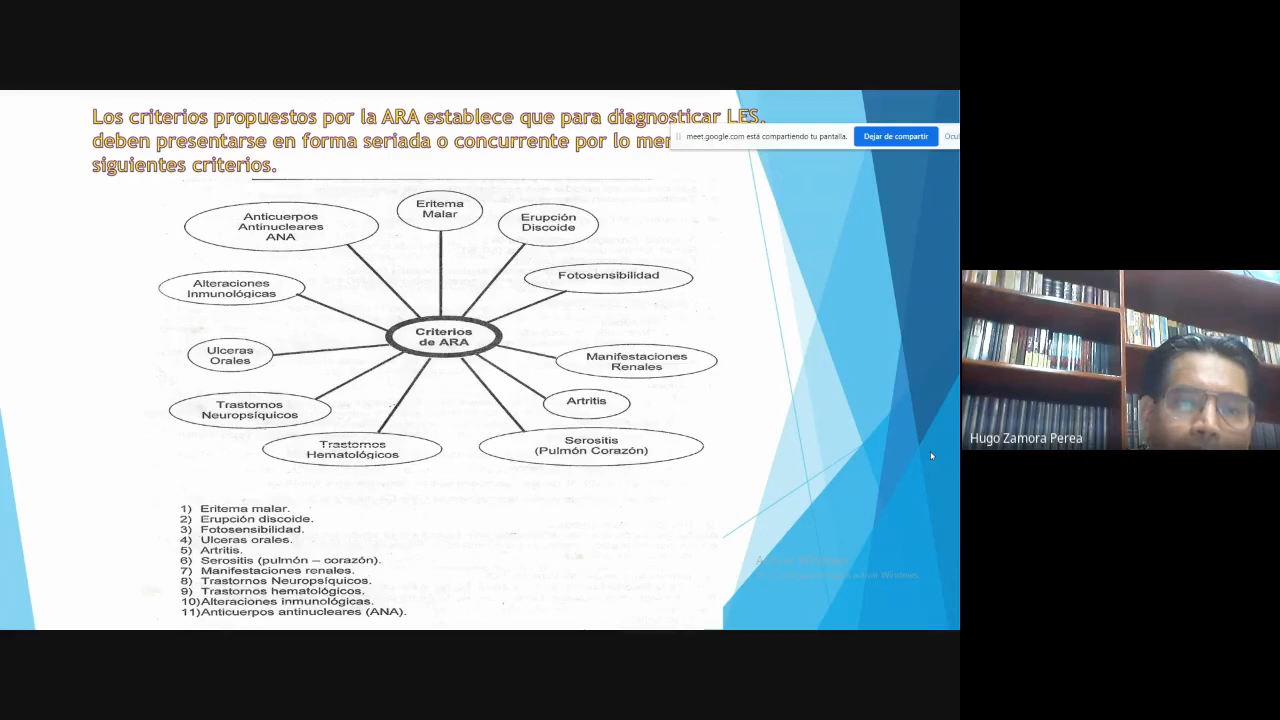 Los criterios propuestos por la ARA establece que para diagnosticar LES,
deben presentarse en forma seriada o concurrente por lo
siguientes criterios.
meet.google.com está compartiendo tu pantalla.
Dejar de compartir
Eritema
Malar
Anticuerpos
Antinucleares
ANA
Erupción
Discoide
Fotosensibilidad
Alteraciones
Inmunológicas
Criterios
de ARA
Ulceras
Orales
Manifestaciones
Renales
Trastornos
Neuropsíquicos
Artritis
Trastornos
Hematológicos
Serositis
(Pulmón Corazón)
Hugo Zamora Perea
1) Eritema malar.
2) Erupción discoide.
3) Fotosensibilidad.
4) Ulceras orales.
5) Artritis.
6) Serositis (pulmón – corazón).
7) Manifestaciones renales.
8) Trastornos Neuropsíquicos.
9) Trastornos hematológicos.
10)Alteraciones inmunológicas.
11)Anticuerpos antinucleares (ANA).